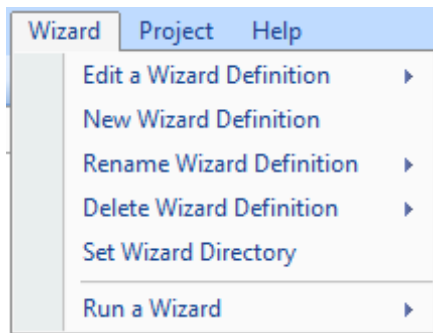 Wizard Project Help
Edit a Wizard Definition
New Wizard Definition
Rename Wizard Definition
Delete Wizard Definition
Set Wizard Directory
Run a Wizard